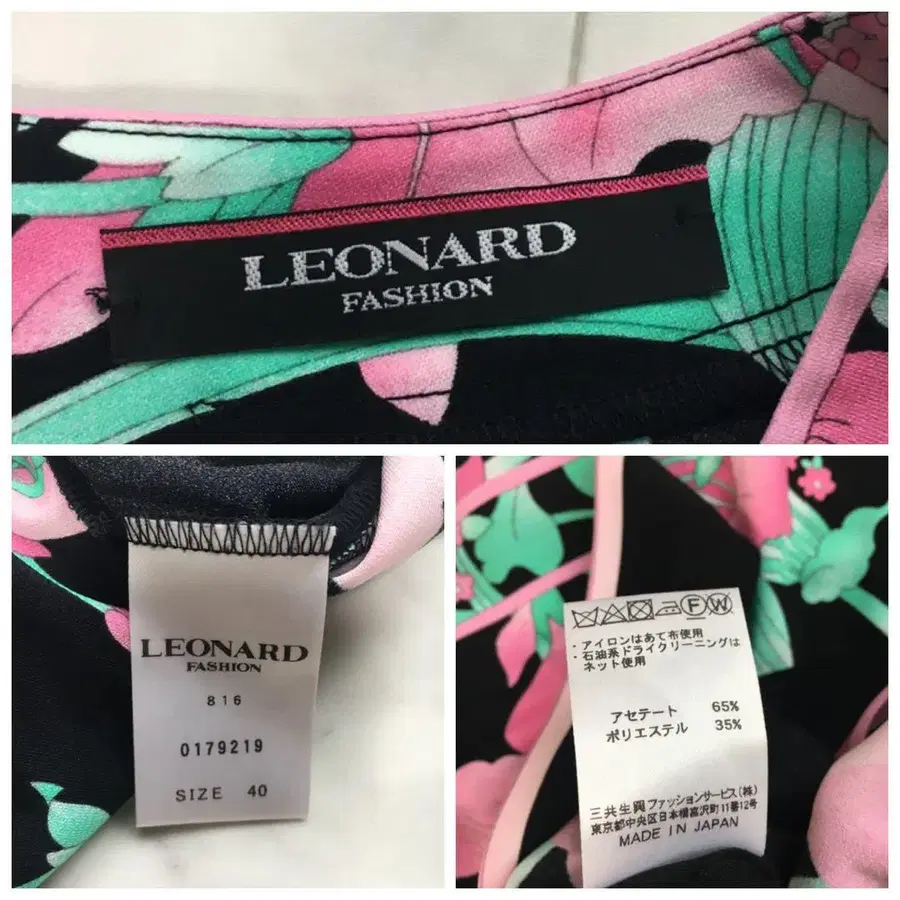 LEONARD
FASHION
LEONARD
FASHION
816
0179219
SIZE 40
F W
・アイロンはあて布使用
・石油系ドライクリーニングは
ネット使用
アセテート 65%
ポリエステル 35%
三共生興ファッションサービス(株)
東京都中央区日本橋富沢町11番12号
MADE IN JAPAN